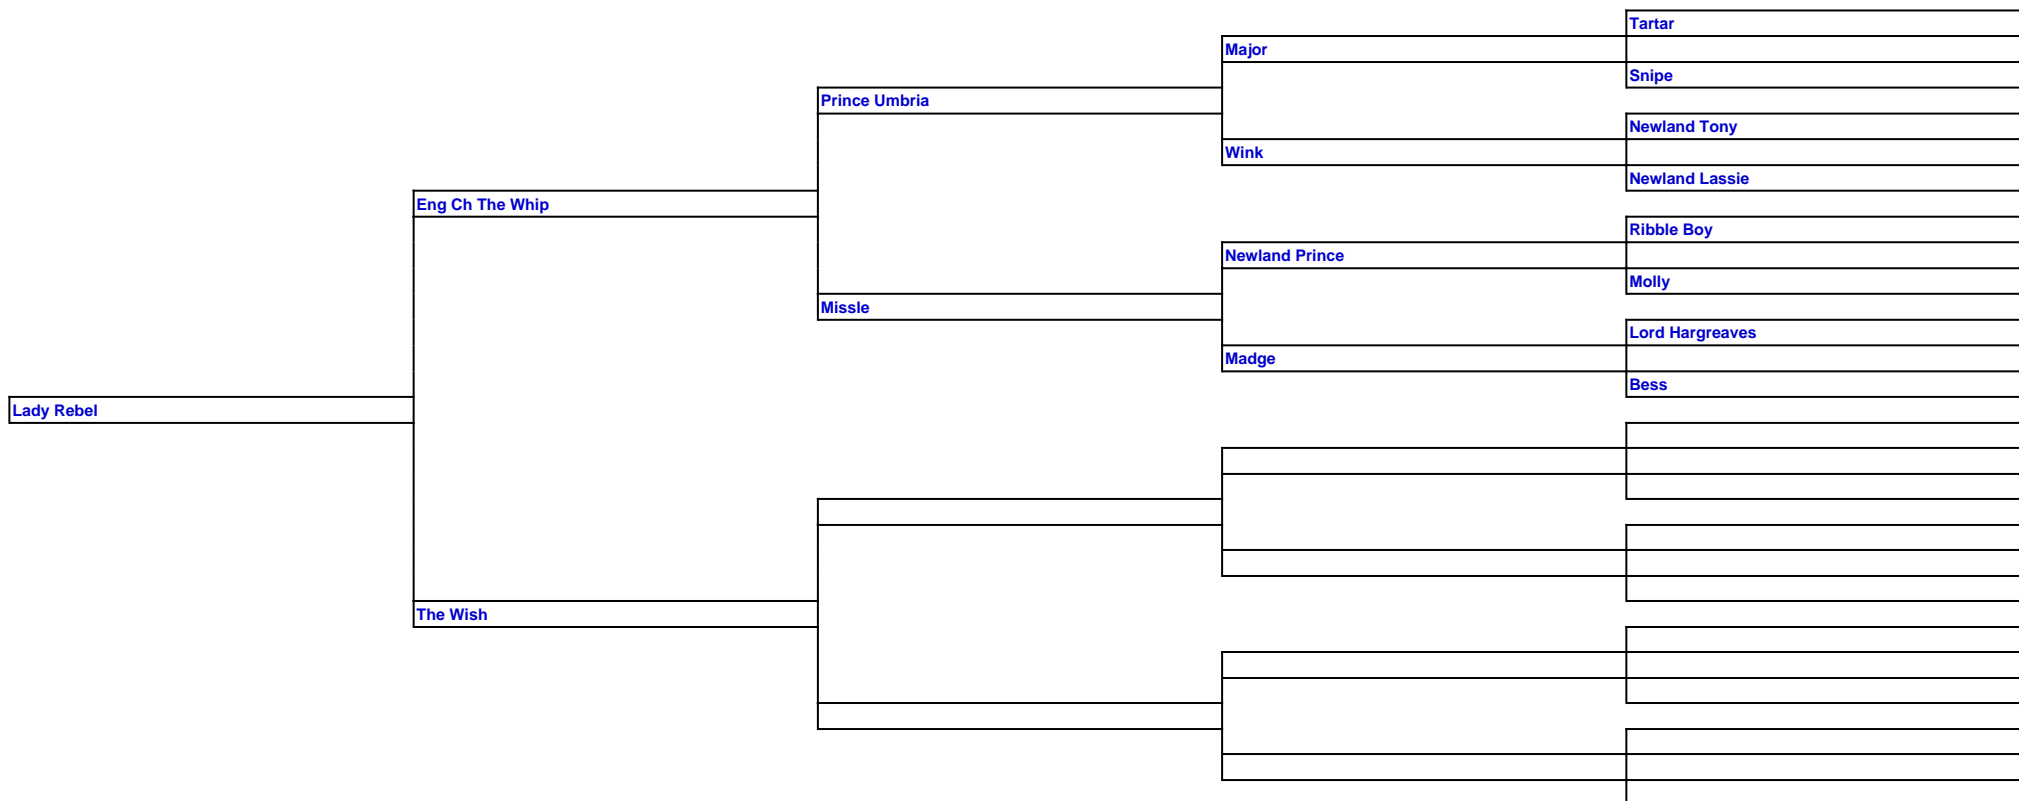 Tartar
Major
Snipe
Prince Umbria
Newland Tony
Wink
Newland Lassie
Eng Ch The Whip
Ribble Boy
Newland Prince
Molly
Missle
Lord Hargreaves
Madge
Bess
Lady Rebel
The Wish